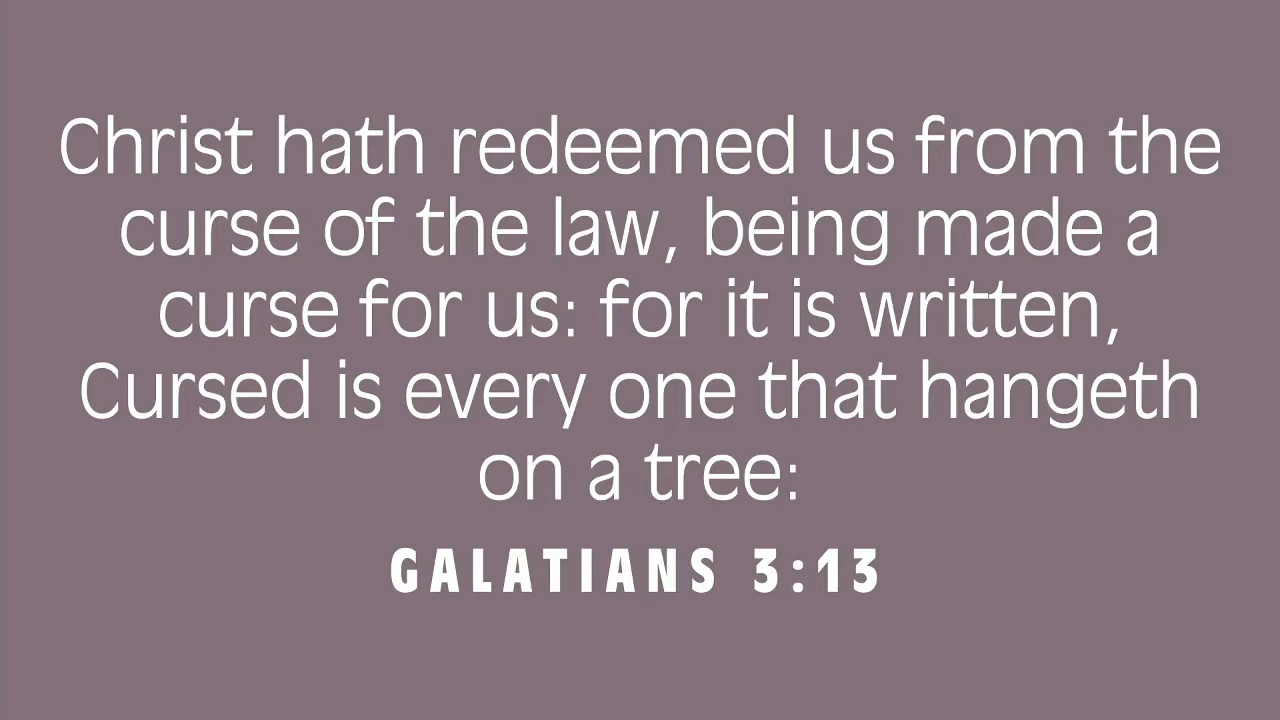 Christ hath redeemed us from the
curse of the law, being made a
curse for us: for it is written,
Cursed is every one that hangeth
on a tree:
GALATIANS 3:13